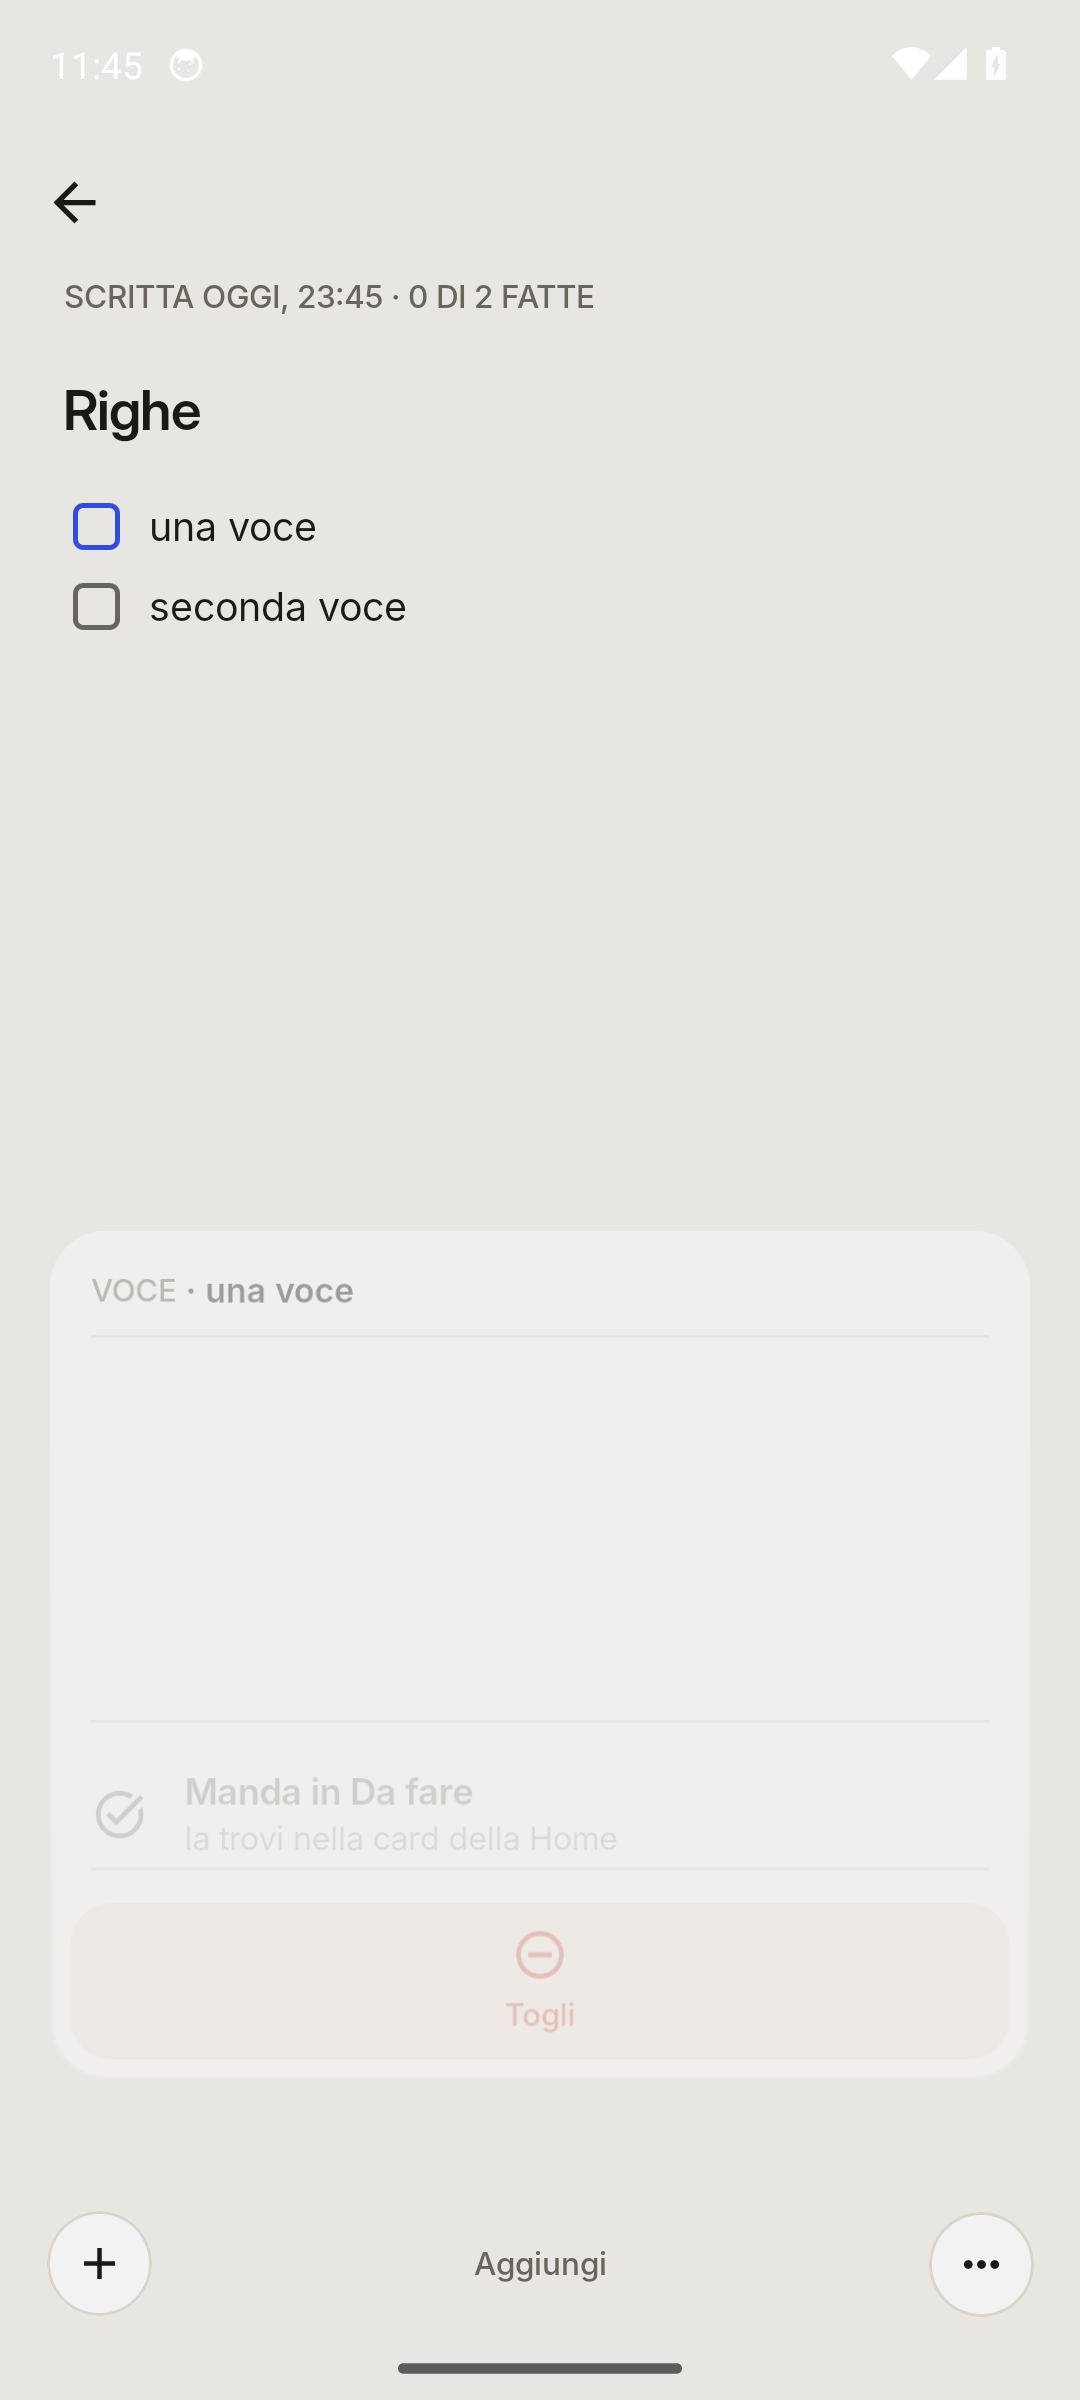 11:45
SCRITTA OGGI, 23:45 · 0 DI 2 FATTE
Righe
una voce
seconda voce
VOCE · una voce
Manda in Da fare
la trovi nella card della Home
Togli
Aggiungi